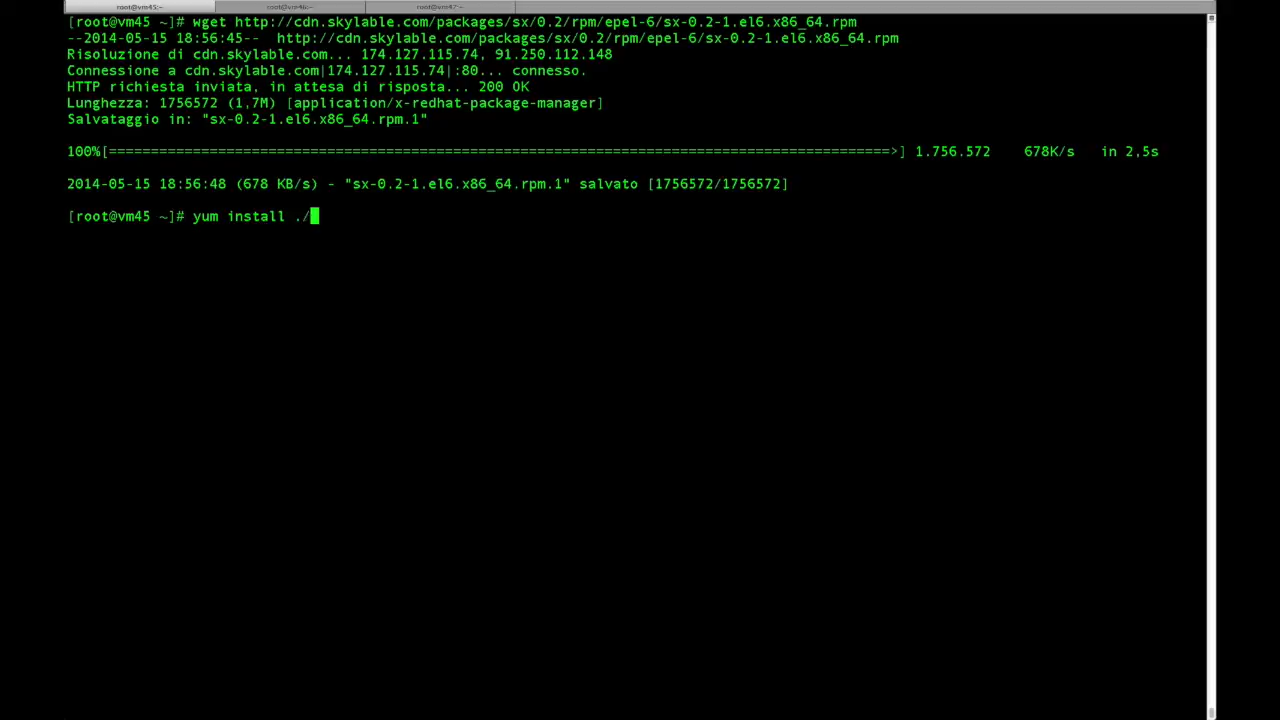 root@vm45:~ root@vm46:~ root@vm47:~
[root@vm45 ~]# wget http://cdn.skylable.com/packages/sx/0.2/rpm/epel-6/sx-0.2-1.el6.x86_64.rpm
--2014-05-15 18:56:45--  http://cdn.skylable.com/packages/sx/0.2/rpm/epel-6/sx-0.2-1.el6.x86_64.rpm
Risoluzione di cdn.skylable.com... 174.127.115.74, 91.250.112.148
Connessione a cdn.skylable.com|174.127.115.74|:80... connesso.
HTTP richiesta inviata, in attesa di risposta... 200 OK
Lunghezza: 1756572 (1,7M) [application/x-redhat-package-manager]
Salvataggio in: "sx-0.2-1.el6.x86_64.rpm.1"
100%[==============================================================================================>] 1.756.572    678K/s   in 2,5s
2014-05-15 18:56:48 (678 KB/s) - "sx-0.2-1.el6.x86_64.rpm.1" salvato [1756572/1756572]
[root@vm45 ~]# yum install ./